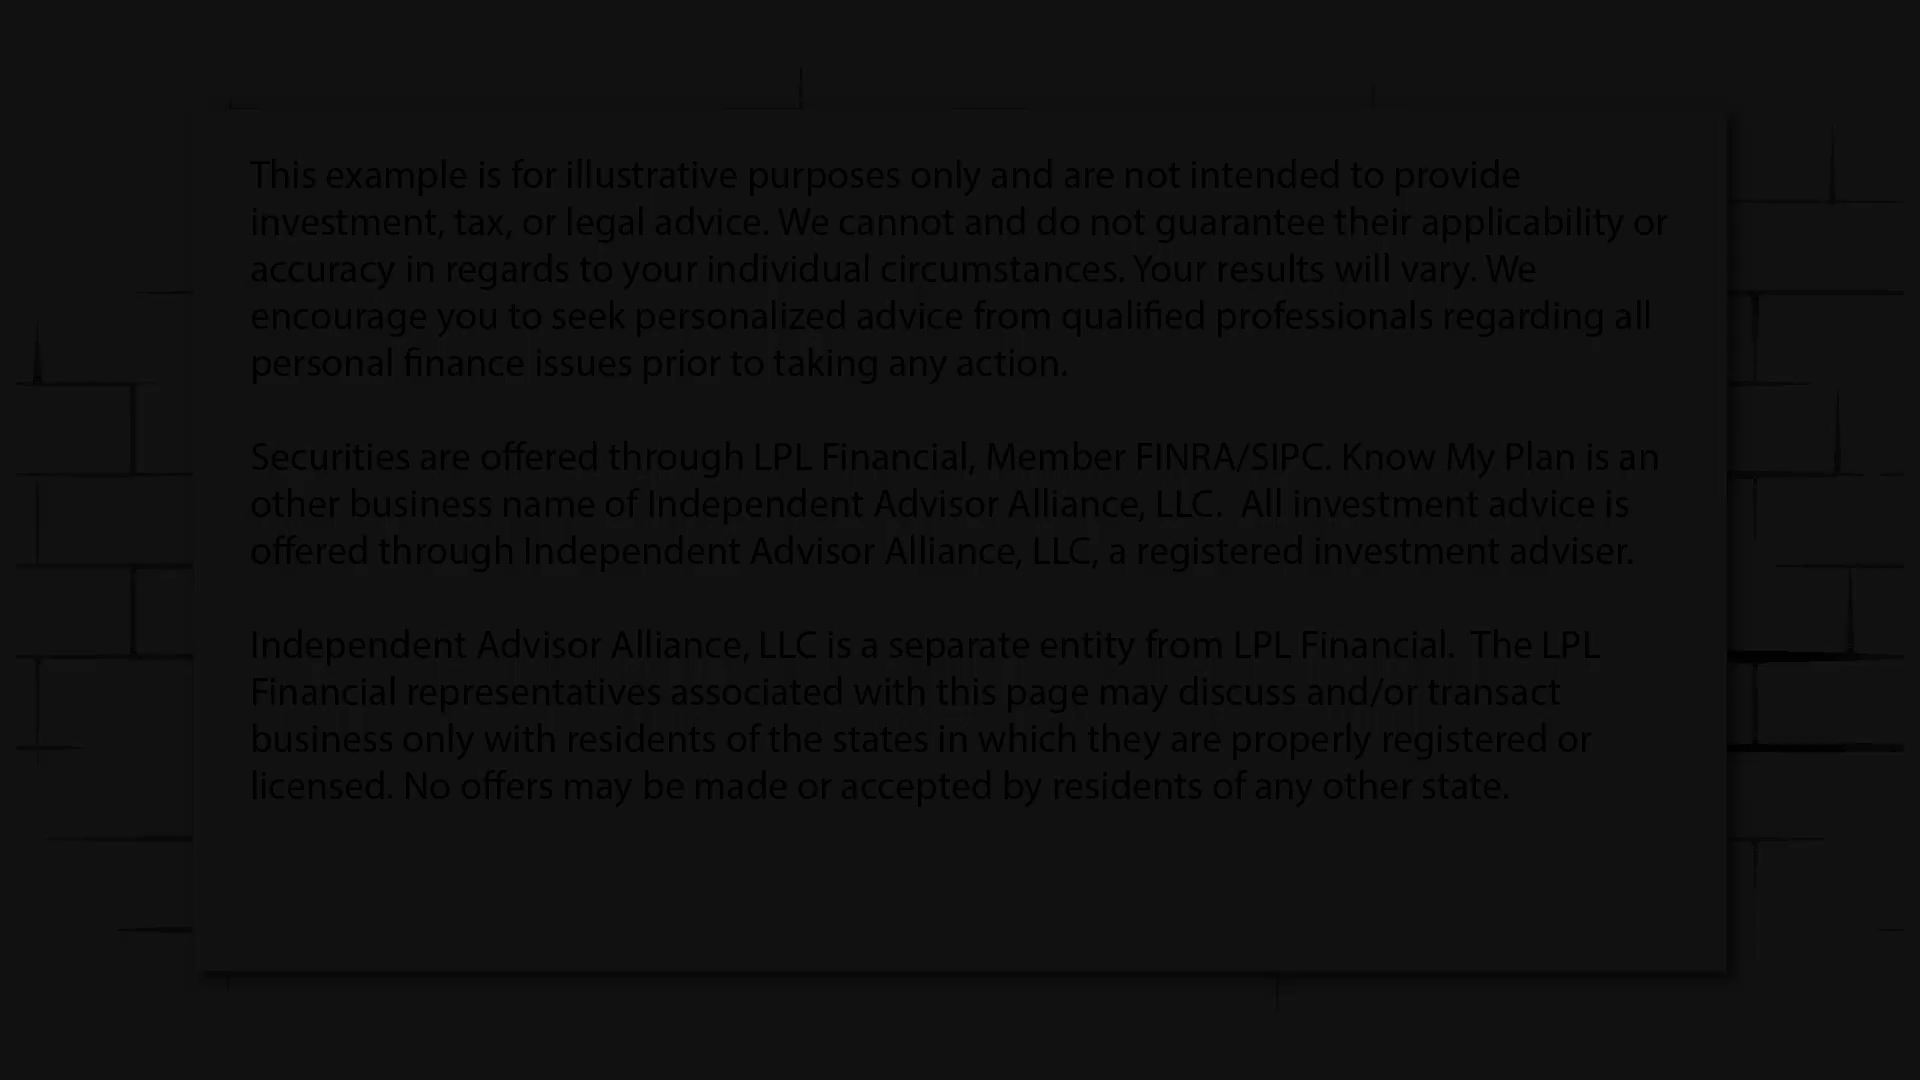 This example is for illustrative purposes only and are not intended to provide
investment, tax, or legal advice. We cannot and do not guarantee their applicability or
accuracy in regards to your individual circumstances. Your results will vary. We
encourage you to seek personalized advice from qualified professionals regarding all
personal finance issues prior to taking any action.
Securities are offered through LPL Financial, Member FINRA/SIPC. Know My Plan is an
other business name of Independent Advisor Alliance, LLC.  All investment advice is
offered through Independent Advisor Alliance, LLC, a registered investment adviser.
Independent Advisor Alliance, LLC is a separate entity from LPL Financial.  The LPL
Financial representatives associated with this page may discuss and/or transact
business only with residents of the states in which they are properly registered or
licensed. No offers may be made or accepted by residents of any other state.